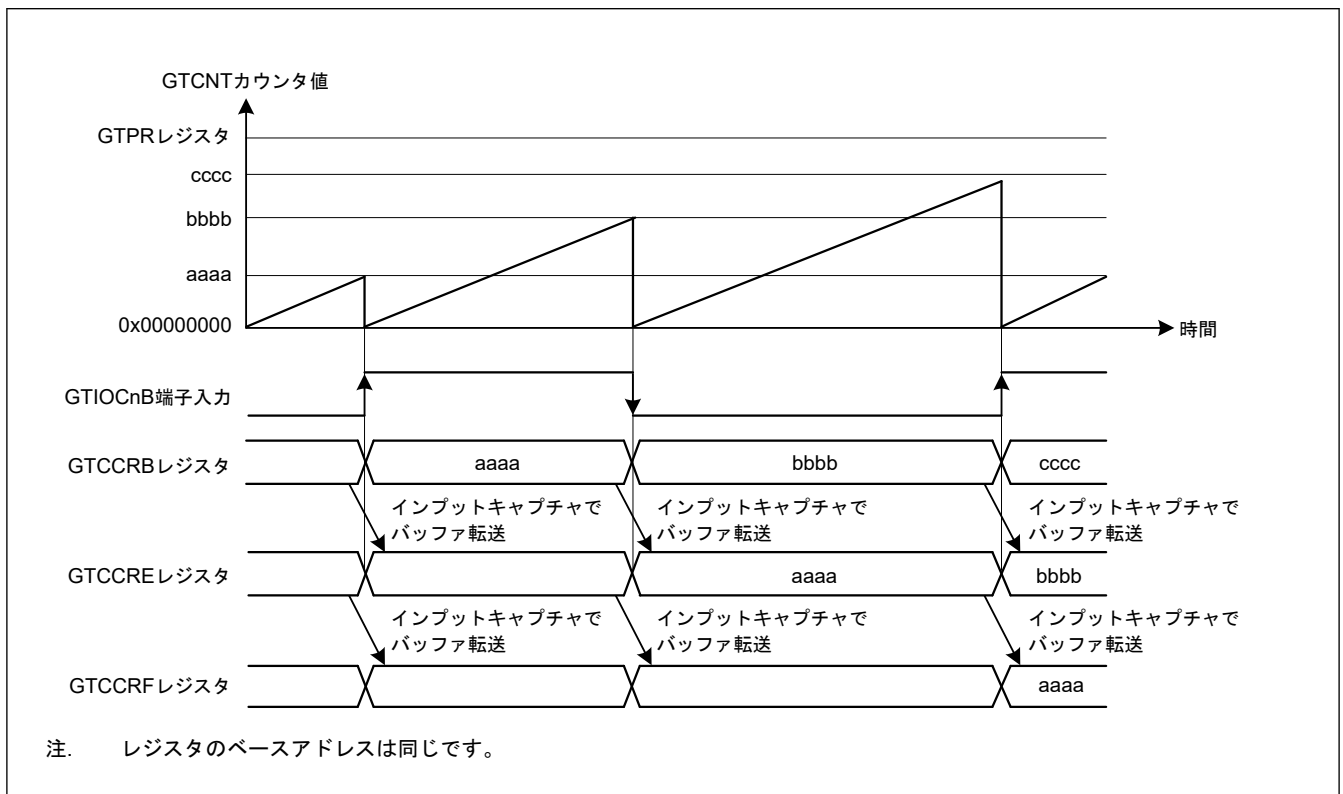 GTCNTカウンタ値
GTPRレジスタ
cccc
bbbb
aaaa
0x00000000
時間
GTIOCnB端子入力
GTCCRBレジスタ
aaaa
bbbb
cccc
インプットキャプチャで
バッファ転送
インプットキャプチャで
バッファ転送
インプットキャプチャで
バッファ転送
GTCCREレジスタ
aaaa
bbbb
インプットキャプチャで
バッファ転送
インプットキャプチャで
バッファ転送
インプットキャプチャで
バッファ転送
GTCCRFレジスタ
aaaa
注. レジスタのベースアドレスは同じです。